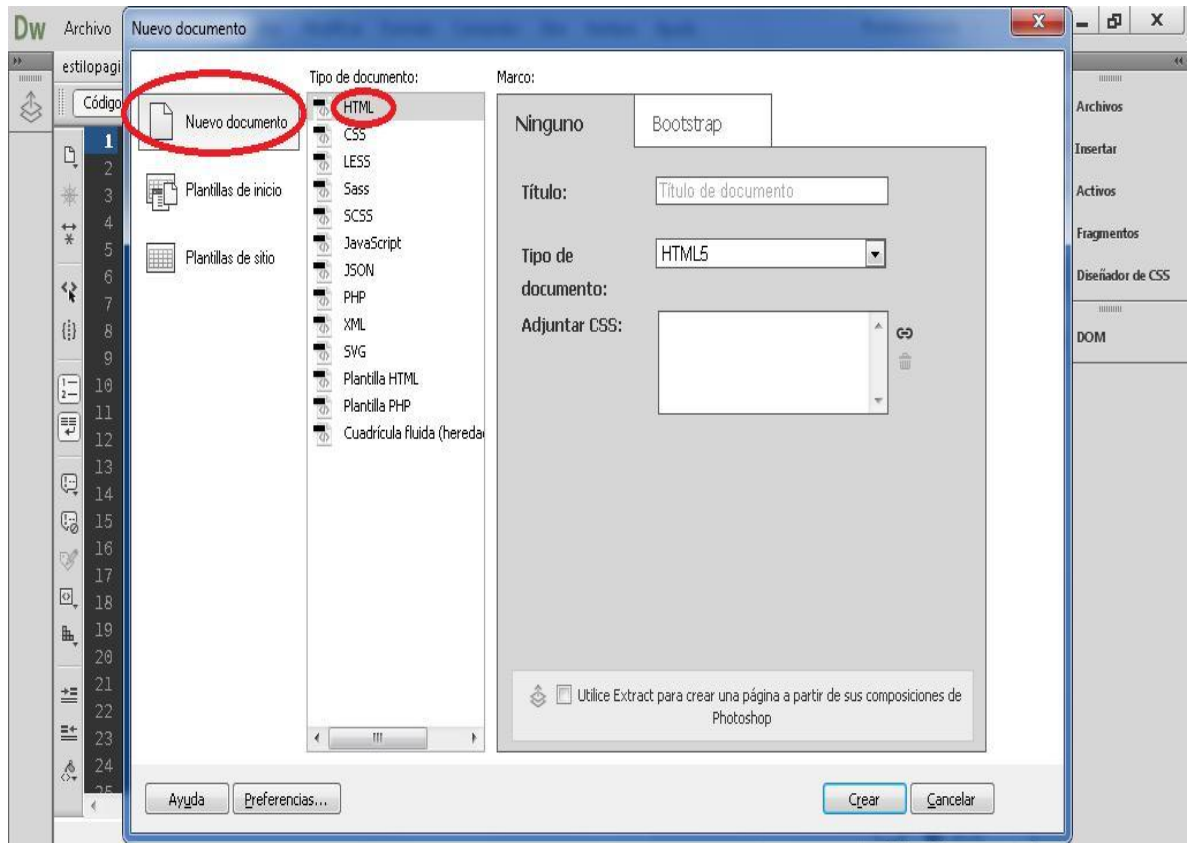 Dw Archivo
Nuevo documento
X
estilopagi
Código
1
2
3
4
5
6
7
8
9
10
11
12
13
14
15
16
17
18
19
20
21
22
23
24
25
Nuevo documento
Plantillas de inicio
Plantillas de sitio
Tipo de documento:
HTML
CSS
LESS
Sass
SCSS
JavaScript
JSON
PHP
XML
SVG
Plantilla HTML
Plantilla PHP
Cuadrícula fluida (hereda
Marco:
Ninguno
Bootstrap
Título:
Título de documento
Tipo de
documento:
HTML5
Adjuntar CSS:
Utilice Extract para crear una página a partir de sus composiciones de
Photoshop
Ayuda
Preferencias...
Crear
Cancelar
Archivos
Insertar
Activos
Fragmentos
Diseñador de CSS
DOM